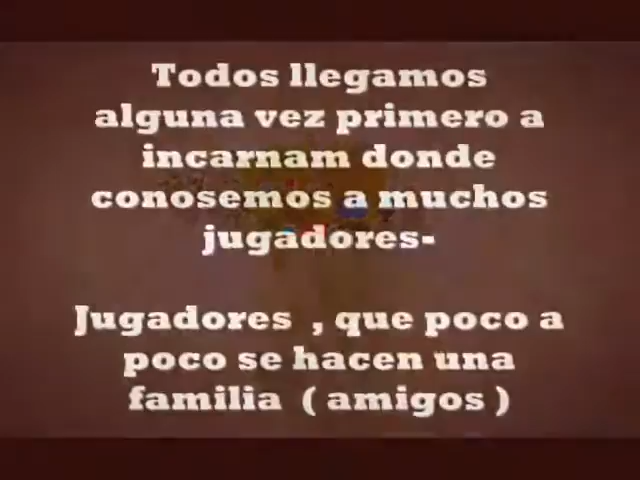 Todos llegamos
alguna vez primero a
incarnam donde
conosemos a muchos
jugadores-
Jugadores , que poco a
poco se hacen una
familia ( amigos )